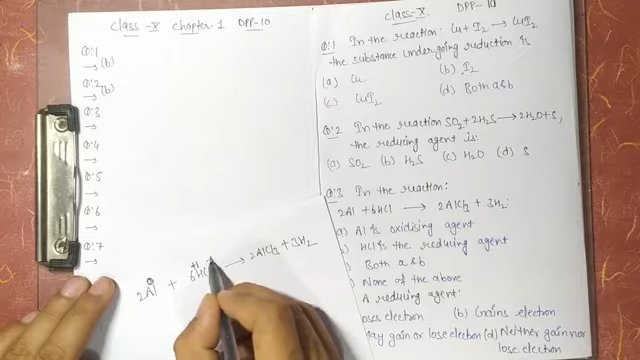 Class-X Chapter-1 DPP-10
Q:1
→ (b)
Q:2
→ (b)
Q:3
→
Q:4
→
Q:5
→
Q:6
→
Q:7
→
0 +1
2Al + 6HCl → 2AlCl3 + 3H2
Class-X. DPP-10
Q:1 In the reaction: Cu + I2 → CuI2
the substance undergoing reduction is
(a) Cu (b) I2
(c) CuI2 (d) Both a&b
Q:2 In the reaction SO2+2H2S→2H2O+S,
the reducing agent is:
(a) SO2 (b) H2S (c) H2O (d) S
Q:3 In the reaction:
2Al + 6HCl → 2AlCl3 + 3H2:
(a) Al is oxidising agent
HCl is the reducing agent
Both a&b
None of the above
A reducing agent:
loses electron (b) Gains electron
May gain or lose electron (d) Neither gain nor
lose electron